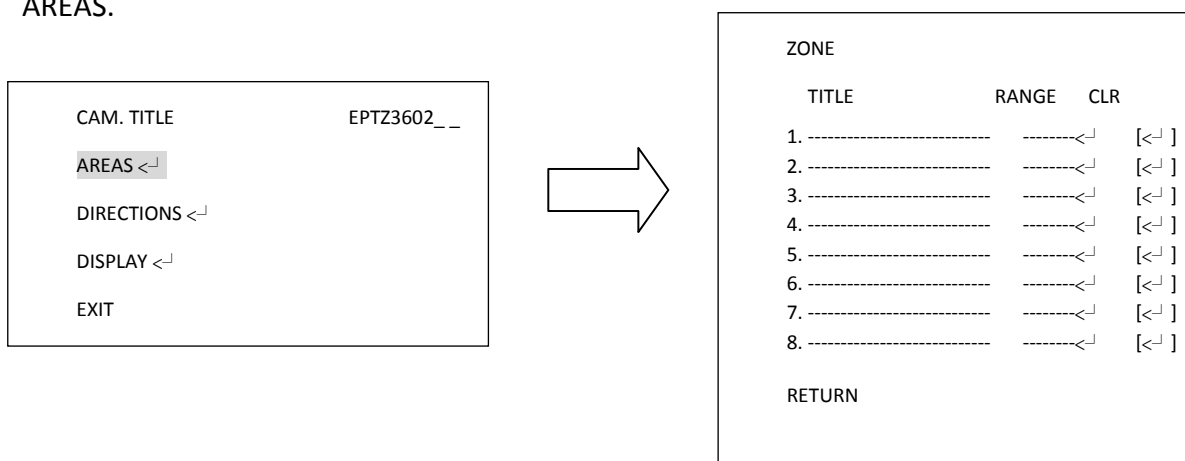 AREAS.
CAM. TITLE EPTZ3602_ _
AREAS <┘
DIRECTIONS <┘
DISPLAY <┘
EXIT
ZONE
TITLE RANGE CLR
1. ---------------------------- --------<┘ [<┘ ]
2. ---------------------------- --------<┘ [<┘ ]
3. ---------------------------- --------<┘ [<┘ ]
4. ---------------------------- --------<┘ [<┘ ]
5. ---------------------------- --------<┘ [<┘ ]
6. ---------------------------- --------<┘ [<┘ ]
7. ---------------------------- --------<┘ [<┘ ]
8. ---------------------------- --------<┘ [<┘ ]
RETURN